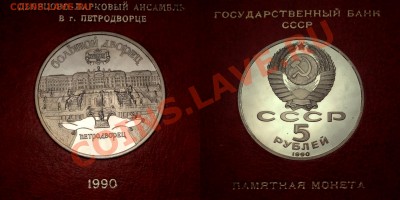 ДВОРЦОВО-ПАРКОВЫЙ АНСАМБЛЬ
В г. ПЕТРОДВОРЦЕ
БОЛЬШОЙ ДВОРЕЦ
ПЕТРОДВОРЕЦ
1990
ГОСУДАРСТВЕННЫЙ БАНК
СССР
СССР
5
РУБЛЕЙ
1990
ПАМЯТНАЯ МОНЕТА
COINS.LAVE.RU